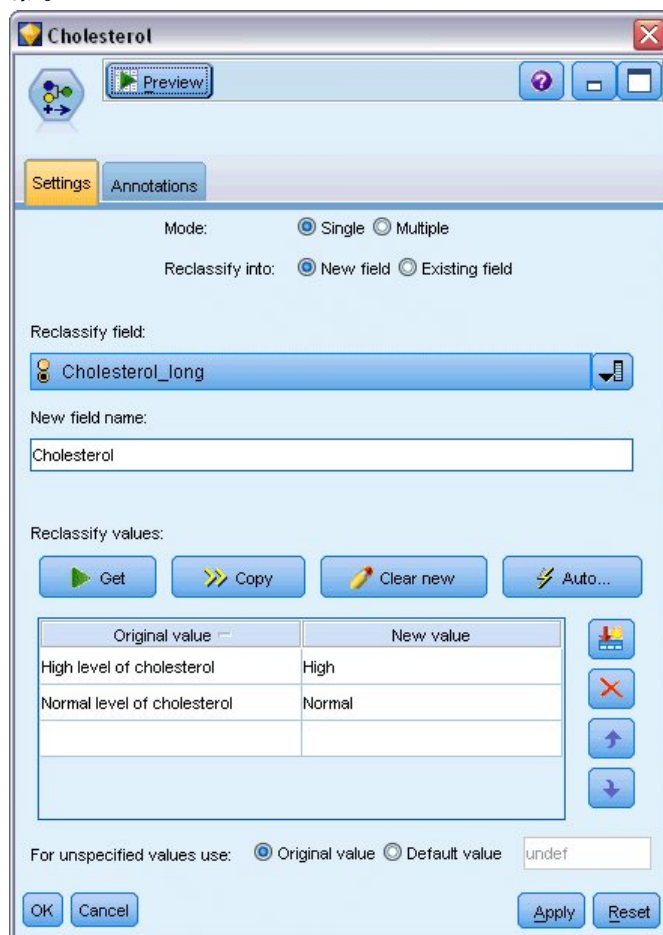 Cholesterol
Preview
Settings Annotations
Mode: Single Multiple
Reclassify into: New field Existing field
Reclassify field:
Cholesterol_long
New field name:
Cholesterol
Reclassify values:
Get Copy Clear new Auto...
Original value New value
High level of cholesterol High
Normal level of cholesterol Normal
For unspecified values use: Original value Default value undef
OK Cancel Apply Reset